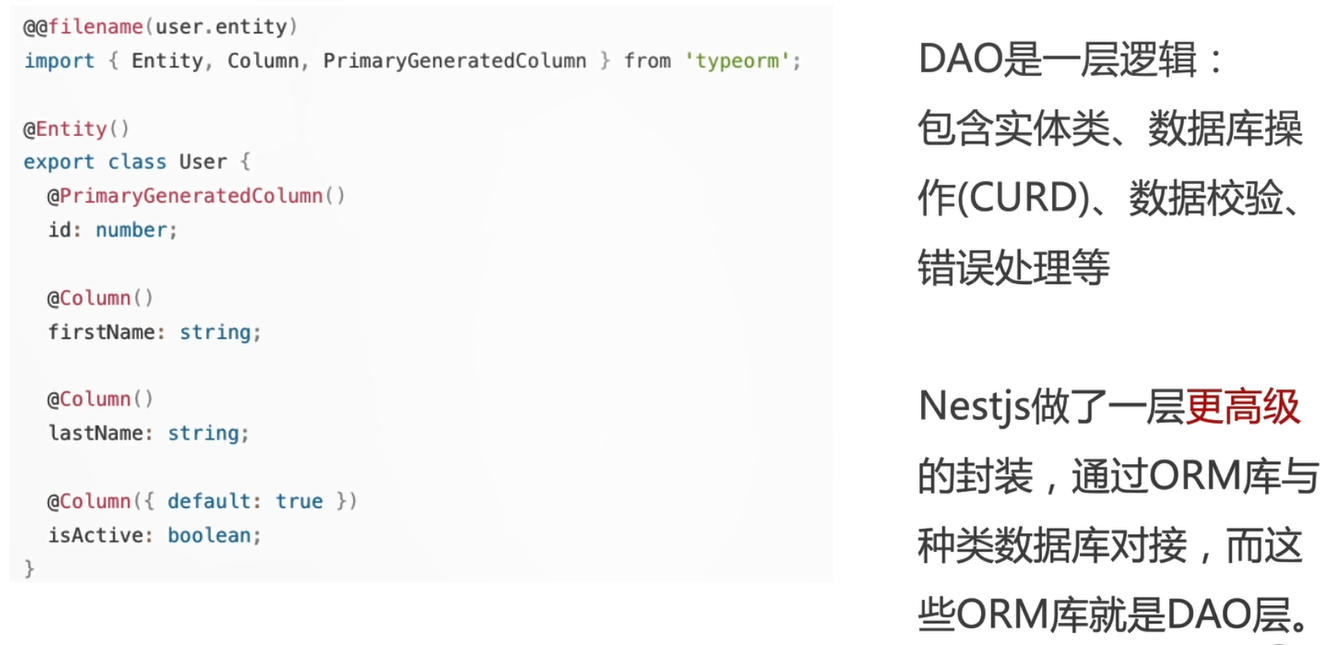 @@filename(user.entity)
import { Entity, Column, PrimaryGeneratedColumn } from 'typeorm';
@Entity()
export class User {
@PrimaryGeneratedColumn()
id: number;
@Column()
firstName: string;
@Column()
lastName: string;
@Column({ default: true })
isActive: boolean;
}
DAO是一层逻辑：
包含实体类、数据库操
作(CURD)、数据校验、
错误处理等
Nestjs做了一层更高级
的封装，通过ORM库与
种类数据库对接，而这
些ORM库就是DAO层。